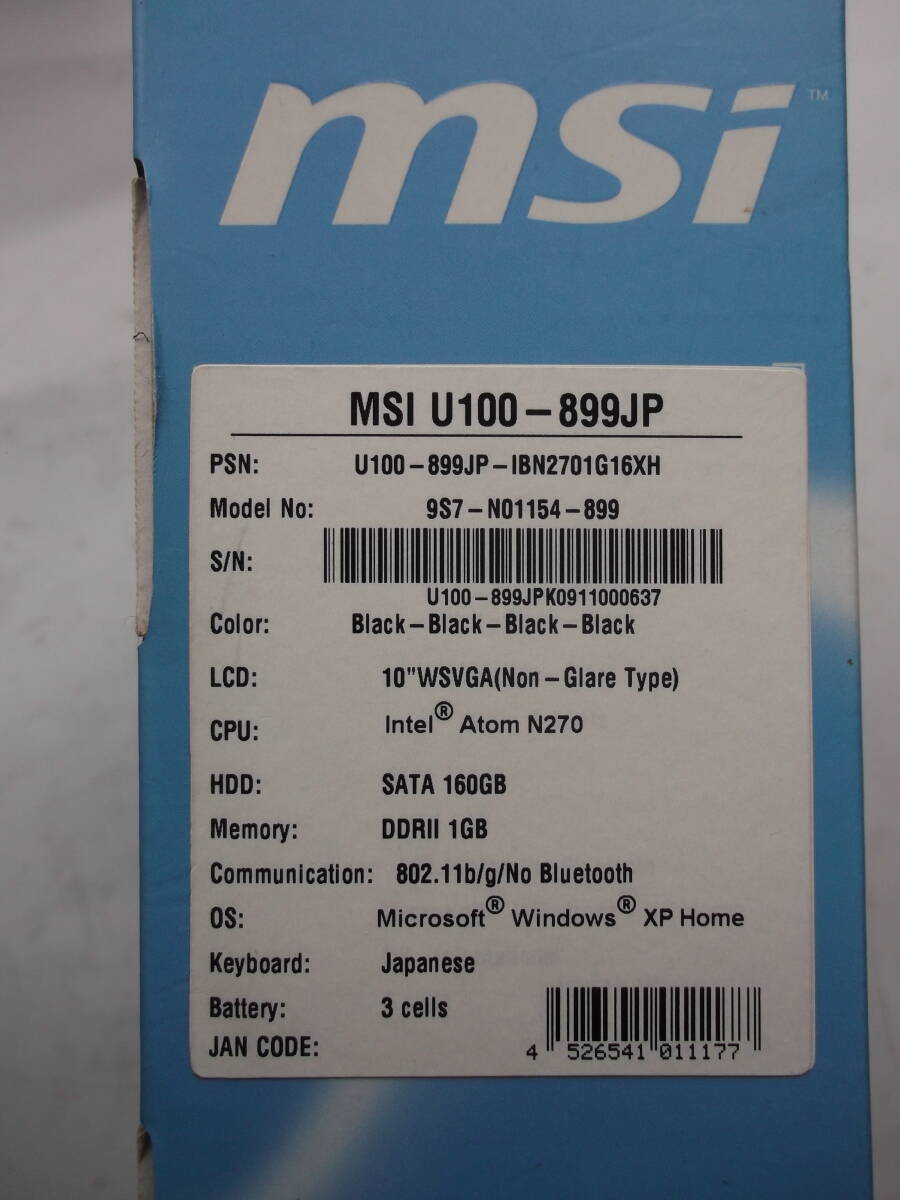 msi™
MSI U100-899JP
PSN: U100-899JP-IBN2701G16XH
Model No: 9S7-N01154-899
S/N:
U100-899JPK0911000637
Color: Black-Black-Black-Black
LCD: 10"WSVGA(Non-Glare Type)
CPU: Intel® Atom N270
HDD: SATA 160GB
Memory: DDRII 1GB
Communication: 802.11b/g/No Bluetooth
OS: Microsoft® Windows® XP Home
Keyboard: Japanese
Battery: 3 cells
JAN CODE: 4 526541 011177